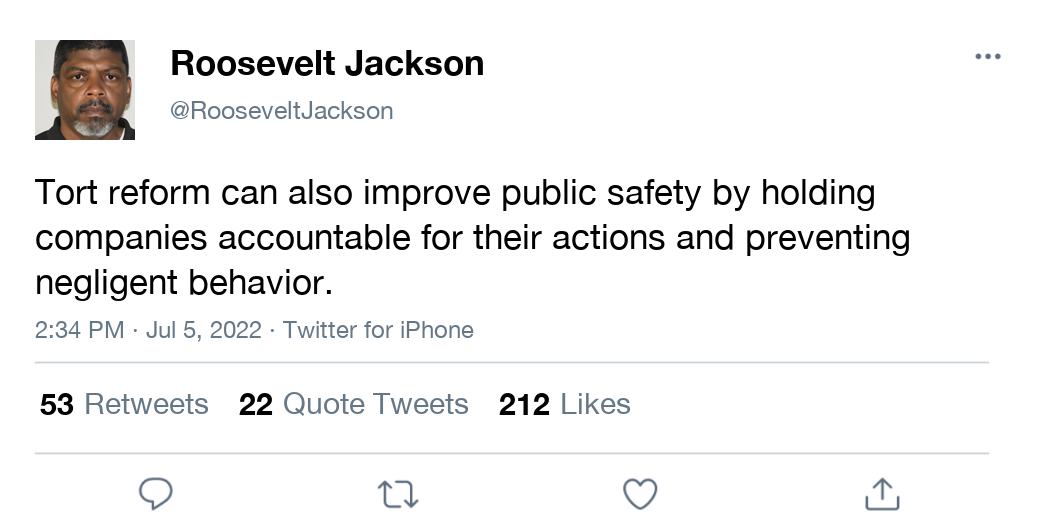 Roosevelt Jackson
@RooseveltJackson
Tort reform can also improve public safety by holding
companies accountable for their actions and preventing
negligent behavior.
2:34 PM · Jul 5, 2022 · Twitter for iPhone
53 Retweets 22 Quote Tweets 212 Likes